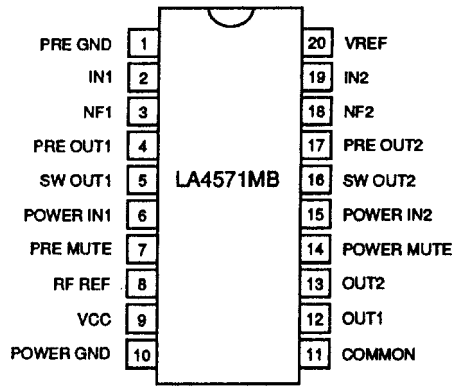 PRE GND 1 20 VREF
IN1 2 19 IN2
NF1 3 18 NF2
PRE OUT1 4 17 PRE OUT2
SW OUT1 5 LA4571MB 16 SW OUT2
POWER IN1 6 15 POWER IN2
PRE MUTE 7 14 POWER MUTE
RF REF 8 13 OUT2
VCC 9 12 OUT1
POWER GND 10 11 COMMON